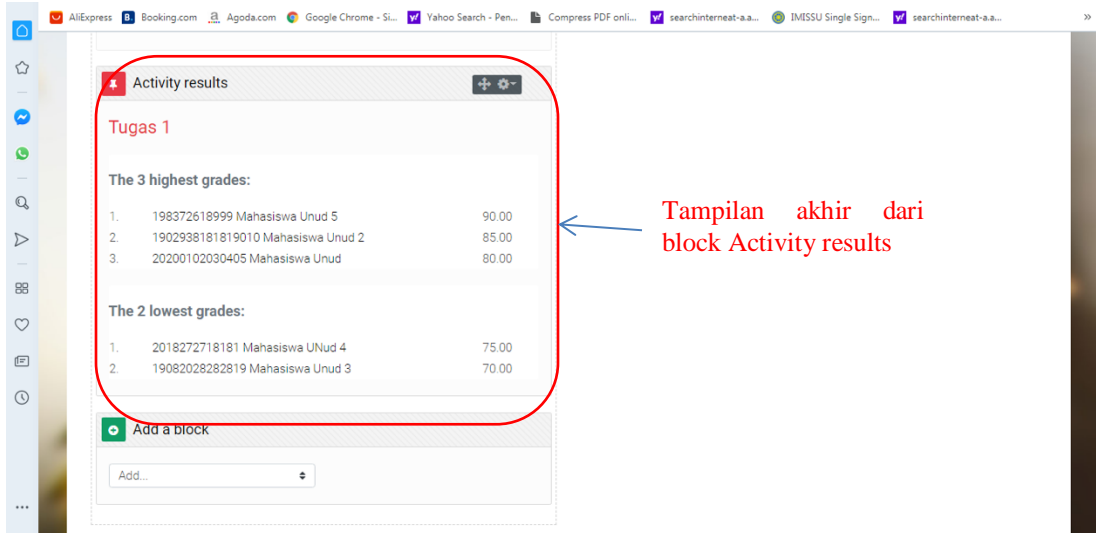 AliExpress Booking.com Agoda.com Google Chrome - Si... Yahoo Search - Pen... Compress PDF onli... searchinterneat-a.a... IMISSU Single Sign... searchinterneat-a.a... »
Activity results
Tugas 1
The 3 highest grades:
1. 198372618999 Mahasiswa Unud 5 90.00
2. 1902938181819010 Mahasiswa Unud 2 85.00
3. 20200102030405 Mahasiswa Unud 80.00
The 2 lowest grades:
1. 2018272718181 Mahasiswa UNud 4 75.00
2. 19082028282819 Mahasiswa Unud 3 70.00
Tampilan akhir dari
block Activity results
Add a block
Add...